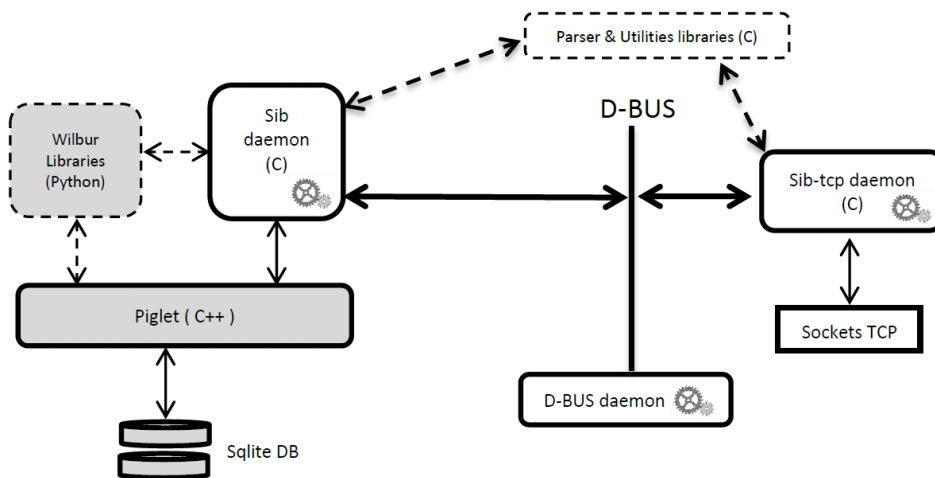 Parser & Utilities libraries (C)
D-BUS
Sib
daemon
(C)
Wilbur
Libraries
(Python)
Sib-tcp daemon
(C)
Piglet ( C++ )
Sockets TCP
D-BUS daemon
Sqlite DB